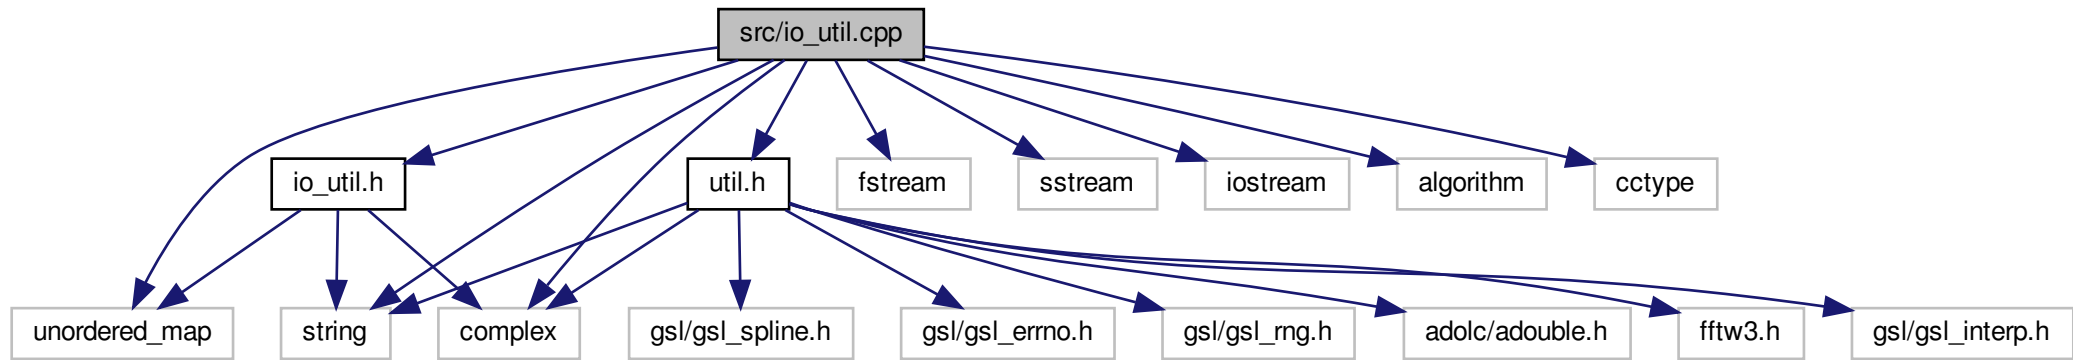 src/io_util.cpp
io_util.h
util.h
fstream
sstream
iostream
algorithm
cctype
unordered_map
string
complex
gsl/gsl_spline.h
gsl/gsl_errno.h
gsl/gsl_rng.h
adolc/adouble.h
fftw3.h
gsl/gsl_interp.h